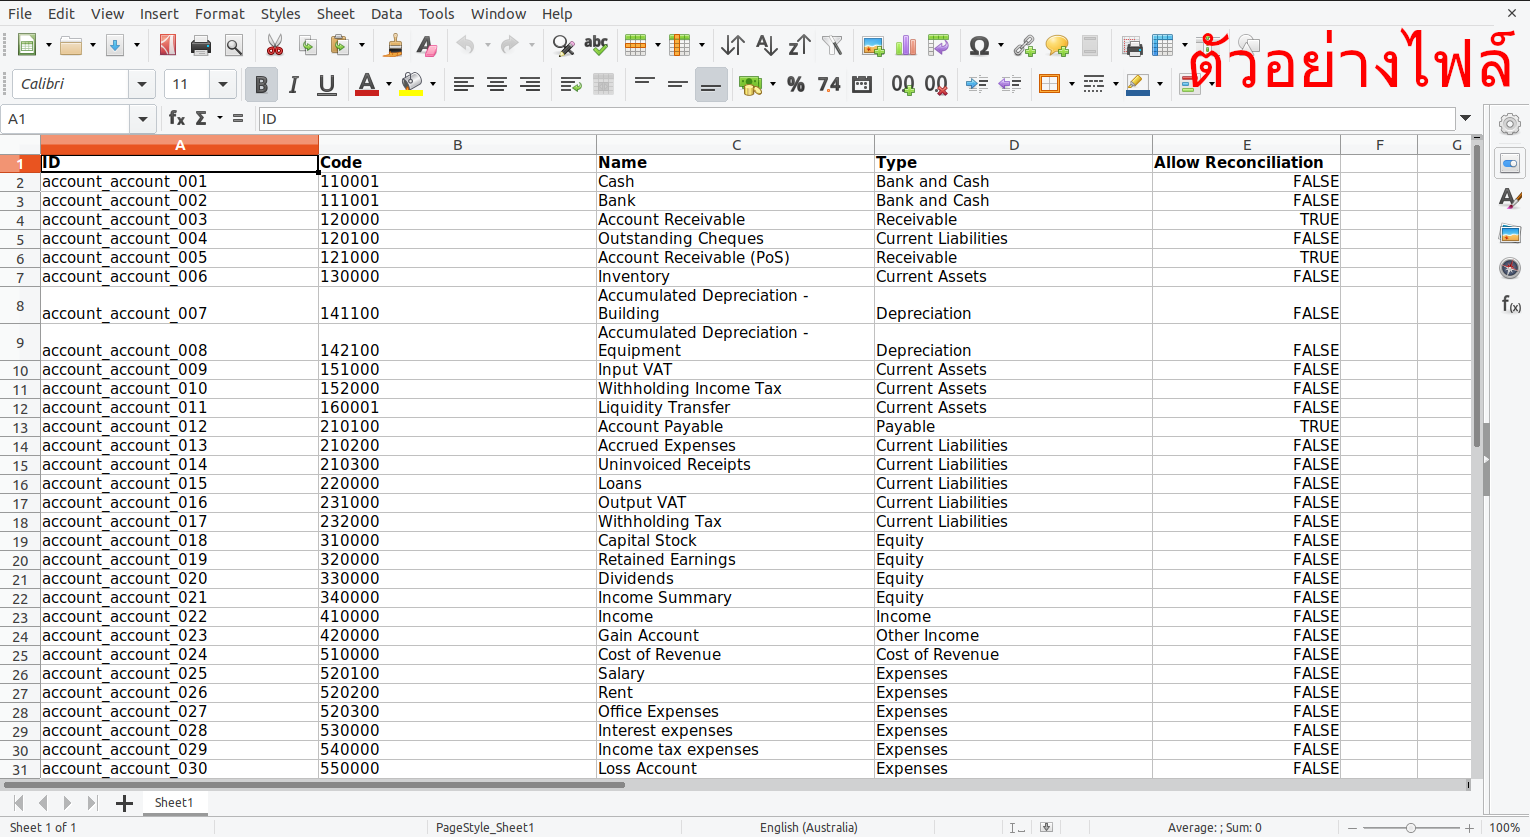 File Edit View Insert Format Styles Sheet Data Tools Window Help
ตัวอย่างไฟล์
Calibri 11
A1 ID
A B C D E F G
1 ID Code Name Type Allow Reconciliation
2 account_account_001 110001 Cash Bank and Cash FALSE
3 account_account_002 111001 Bank Bank and Cash FALSE
4 account_account_003 120000 Account Receivable Receivable TRUE
5 account_account_004 120100 Outstanding Cheques Current Liabilities FALSE
6 account_account_005 121000 Account Receivable (PoS) Receivable TRUE
7 account_account_006 130000 Inventory Current Assets FALSE
Accumulated Depreciation -
8 account_account_007 141100 Building Depreciation FALSE
Accumulated Depreciation -
9 account_account_008 142100 Equipment Depreciation FALSE
10 account_account_009 151000 Input VAT Current Assets FALSE
11 account_account_010 152000 Withholding Income Tax Current Assets FALSE
12 account_account_011 160001 Liquidity Transfer Current Assets FALSE
13 account_account_012 210100 Account Payable Payable TRUE
14 account_account_013 210200 Accrued Expenses Current Liabilities FALSE
15 account_account_014 210300 Uninvoiced Receipts Current Liabilities FALSE
16 account_account_015 220000 Loans Current Liabilities FALSE
17 account_account_016 231000 Output VAT Current Liabilities FALSE
18 account_account_017 232000 Withholding Tax Current Liabilities FALSE
19 account_account_018 310000 Capital Stock Equity FALSE
20 account_account_019 320000 Retained Earnings Equity FALSE
21 account_account_020 330000 Dividends Equity FALSE
22 account_account_021 340000 Income Summary Equity FALSE
23 account_account_022 410000 Income Income FALSE
24 account_account_023 420000 Gain Account Other Income FALSE
25 account_account_024 510000 Cost of Revenue Cost of Revenue FALSE
26 account_account_025 520100 Salary Expenses FALSE
27 account_account_026 520200 Rent Expenses FALSE
28 account_account_027 520300 Office Expenses Expenses FALSE
29 account_account_028 530000 Interest expenses Expenses FALSE
30 account_account_029 540000 Income tax expenses Expenses FALSE
31 account_account_030 550000 Loss Account Expenses FALSE
Sheet1
Sheet 1 of 1 PageStyle_Sheet1 English (Australia) Average: ; Sum: 0 100%